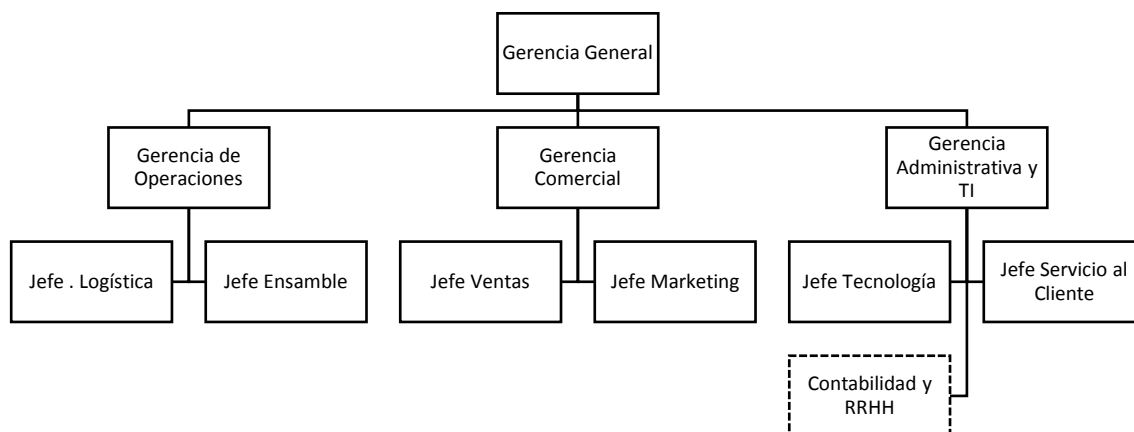 Gerencia General
Gerencia de
Operaciones
Gerencia
Comercial
Gerencia
Administrativa y
TI
Jefe . Logística
Jefe Ensamble
Jefe Ventas
Jefe Marketing
Jefe Tecnología
Jefe Servicio al
Cliente
Contabilidad y
RRHH